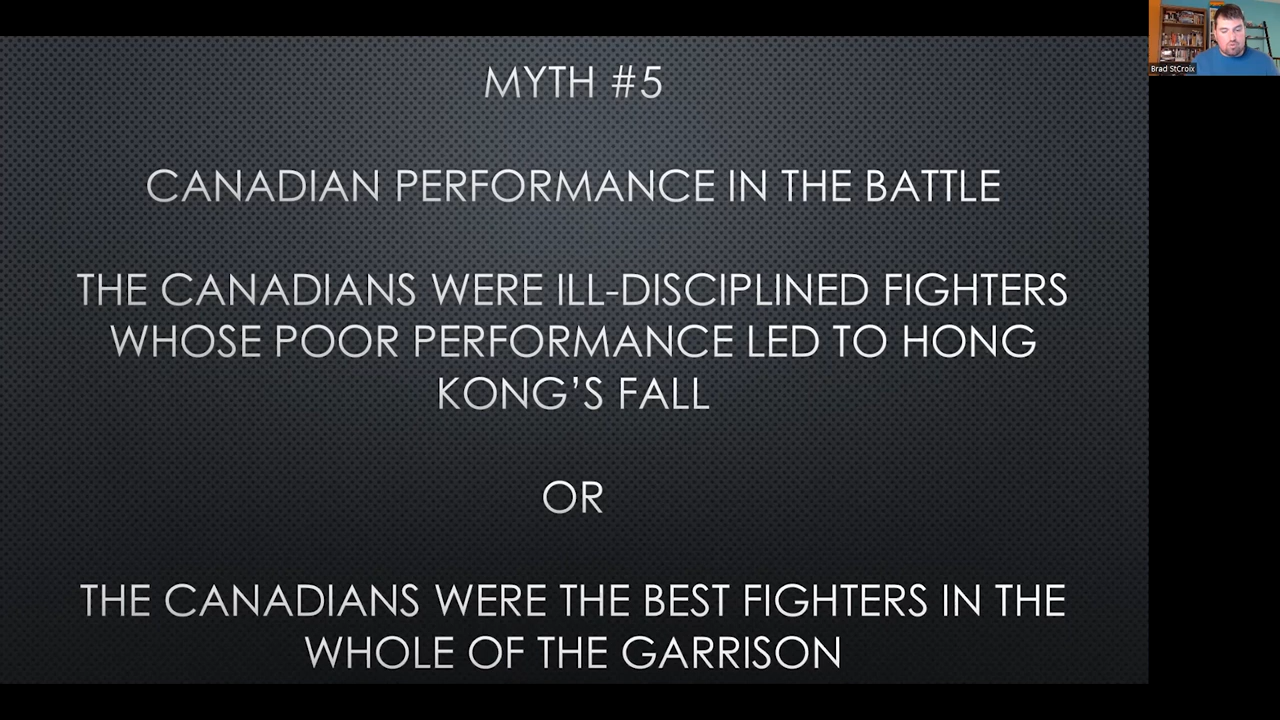 MYTH #5
CANADIAN PERFORMANCE IN THE BATTLE
THE CANADIANS WERE ILL-DISCIPLINED FIGHTERS
WHOSE POOR PERFORMANCE LED TO HONG
KONG’S FALL
OR
THE CANADIANS WERE THE BEST FIGHTERS IN THE
WHOLE OF THE GARRISON
Brad StCroix